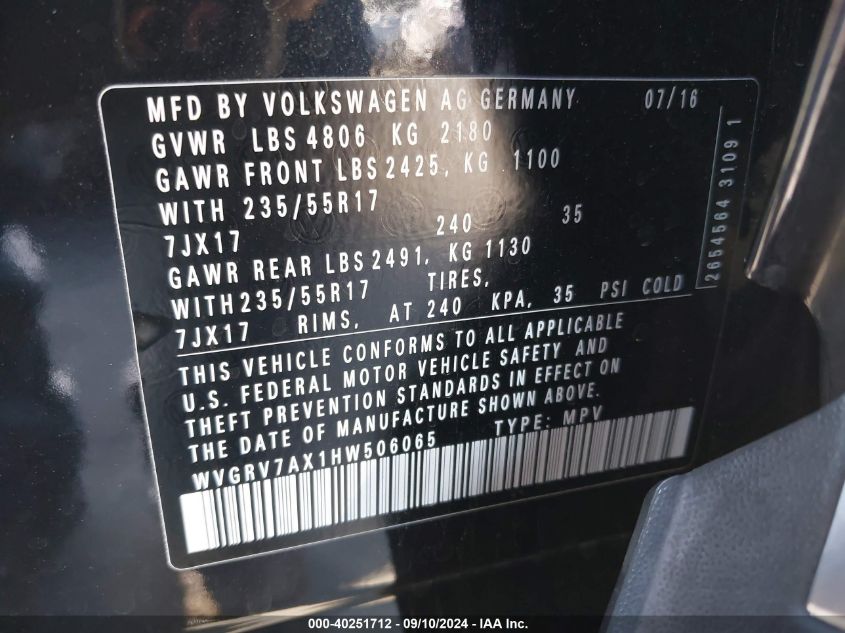 MFD BY VOLKSWAGEN AG GERMANY 07/16
GVWR LBS 4806 KG 2180
GAWR FRONT LBS 2425, KG 1100
WITH 235/55R17
7JX17 240 35
GAWR REAR LBS 2491, KG 1130
WITH 235/55R17 TIRES,
7JX17 RIMS, AT 240 KPA, 35 PSI COLD
THIS VEHICLE CONFORMS TO ALL APPLICABLE
U.S. FEDERAL MOTOR VEHICLE SAFETY AND
THEFT PREVENTION STANDARDS IN EFFECT ON
THE DATE OF MANUFACTURE SHOWN ABOVE.
WVGRV7AX1HW506065 TYPE: MPV
2654564 3109 1
000-40251712 - 09/10/2024 - IAA Inc.